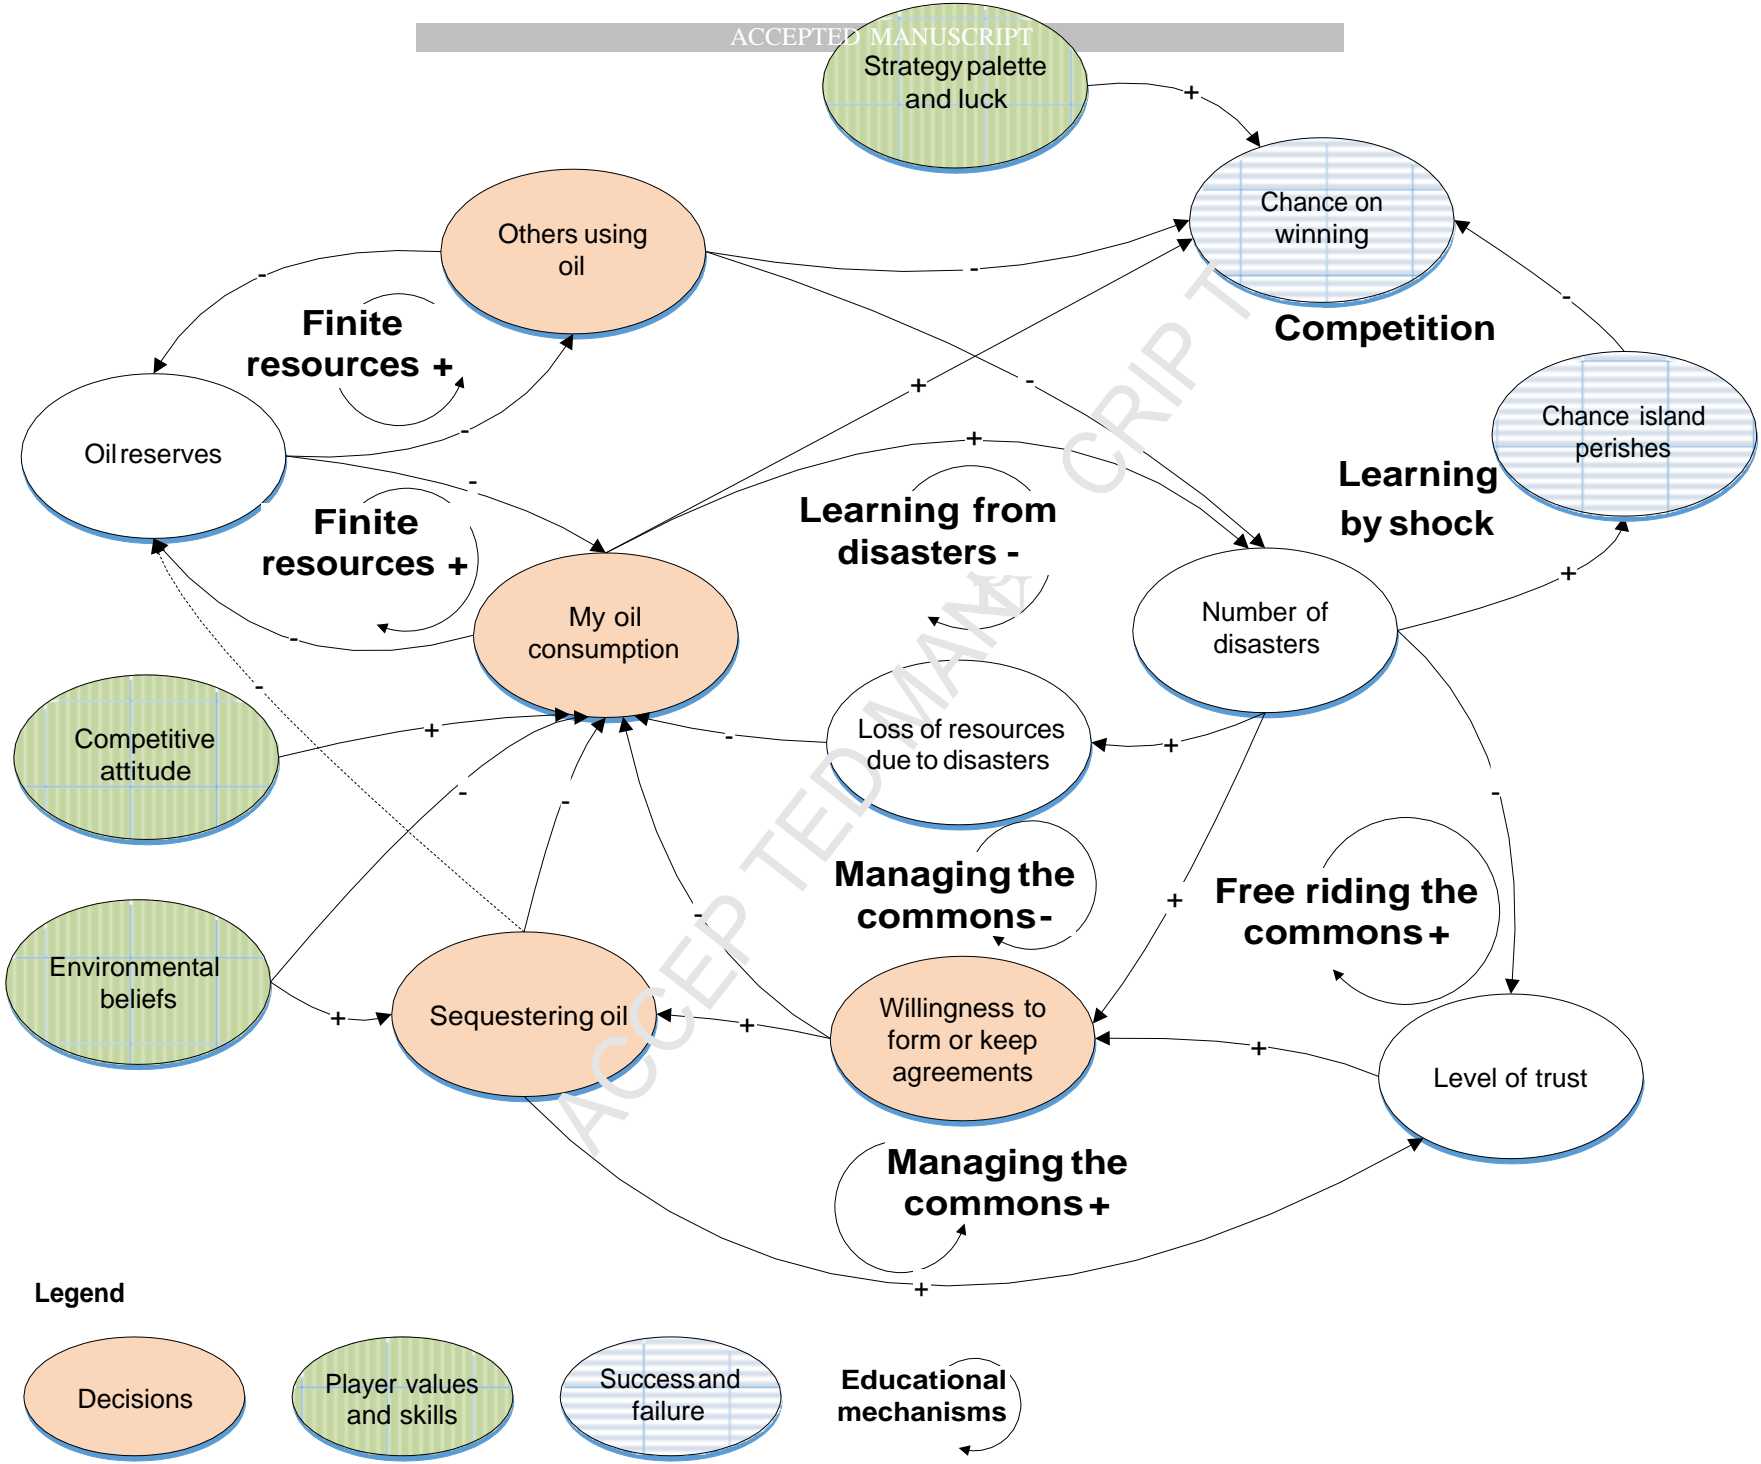 ACCEPTED MANUSCRIPT
Strategy palette
and luck
+
Chance on
winning
Others using
oil
-
-
-
Finite
resources +
Competition
Chance island
perishes
+
-
-
Oil reserves
+
-
Learning
by shock
Learning from
disasters -
Finite
resources +
+
My oil
consumption
Number of
disasters
-
-
Competitive
attitude
+
-
Loss of resources
due to disasters
+
-
-
-
Managing the
commons -
Free riding the
commons +
+
-
Environmental
beliefs
+
Sequestering oil
+
Willingness to
form or keep
agreements
+
Level of trust
Managing the
commons +
+
ACCEPTED MANUSCRIPT
Legend
Decisions
Player values
and skills
Success and
failure
Educational
mechanisms